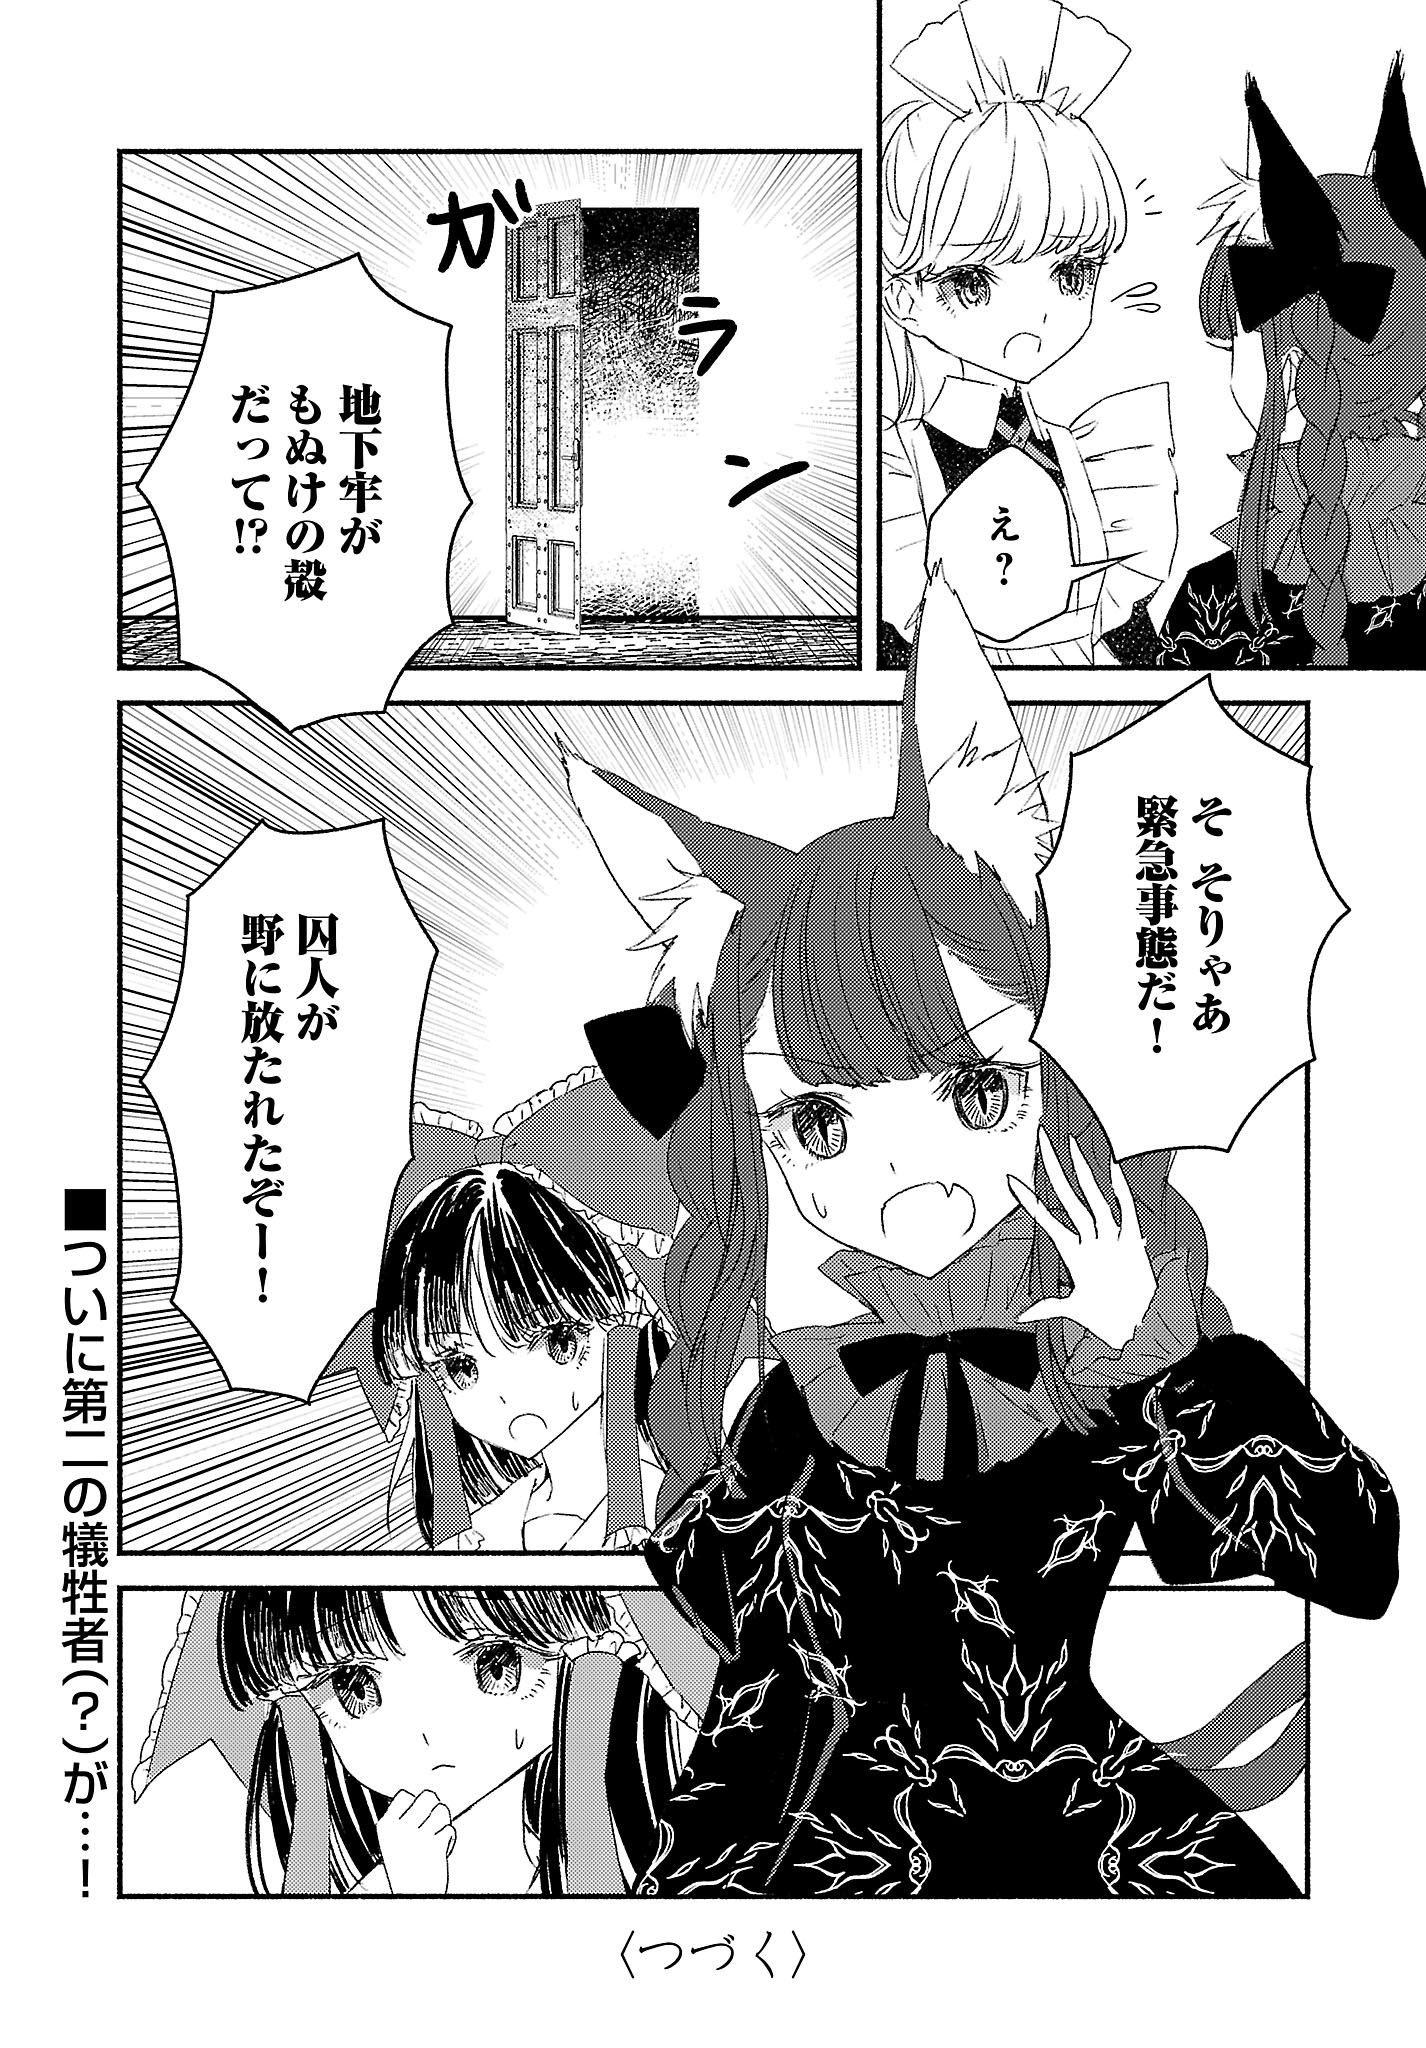 え?
ガラン
地下牢が
もぬけの殻
だって!?
そ そりゃあ
緊急事態だ!
囚人が
野に放たれたぞー!
■ついに第二の犠牲者(?)が…!
〈つづく〉